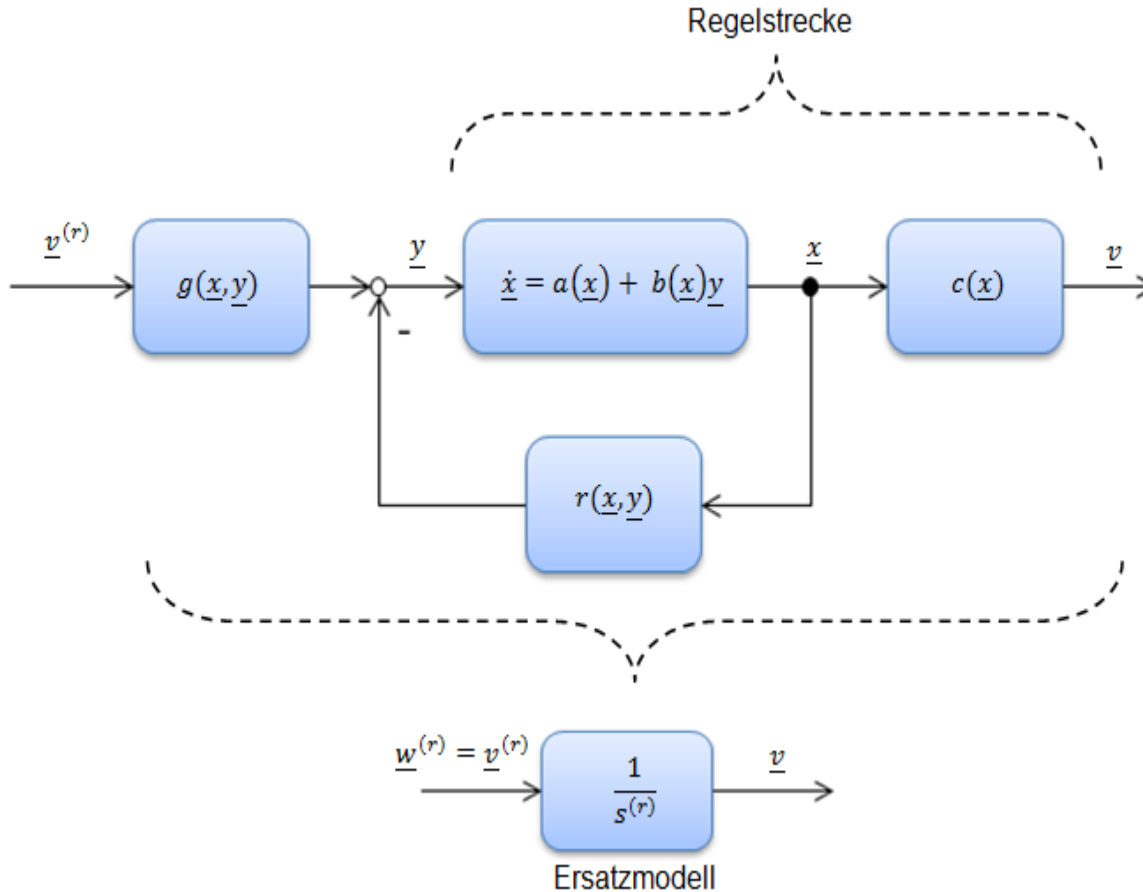 Regelstrecke
v^(r)
g(x,y)
y
ẋ = a(x) + b(x)y
x
c(x)
v
-
r(x,y)
w^(r) = v^(r)
1
s^(r)
v
Ersatzmodell